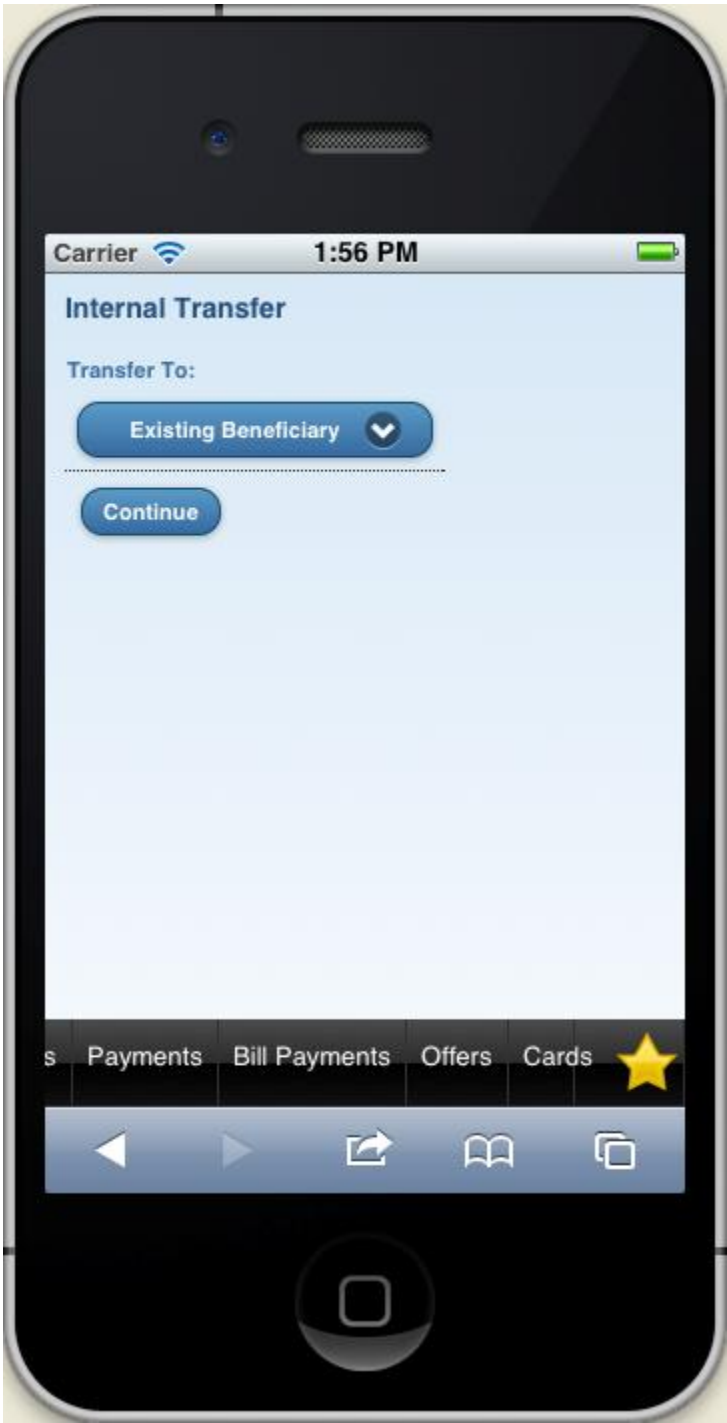 Carrier 1:56 PM
Internal Transfer
Transfer To:
Existing Beneficiary
Continue
s Payments Bill Payments Offers Cards